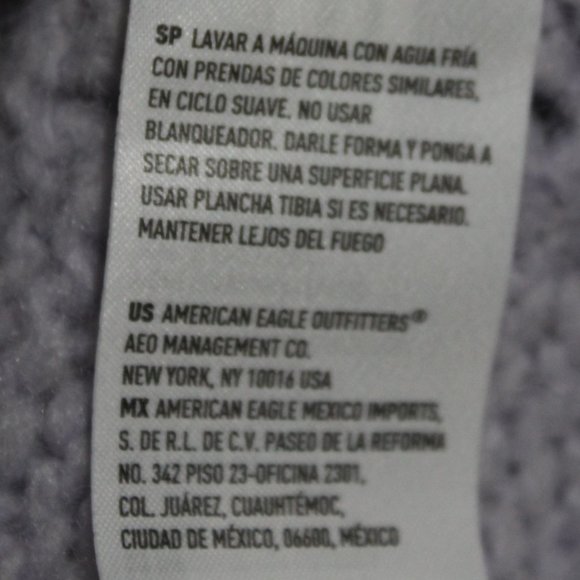 SP LAVAR A MÁQUINA CON AGUA FRÍA
CON PRENDAS DE COLORES SIMILARES,
EN CICLO SUAVE. NO USAR
BLANQUEADOR. DARLE FORMA Y PONGA A
SECAR SOBRE UNA SUPERFICIE PLANA.
USAR PLANCHA TIBIA SI ES NECESARIO.
MANTENER LEJOS DEL FUEGO
US AMERICAN EAGLE OUTFITTERS®
AEO MANAGEMENT CO.
NEW YORK, NY 10016 USA
MX AMERICAN EAGLE MEXICO IMPORTS,
S. DE R.L. DE C.V. PASEO DE LA REFORMA
NO. 342 PISO 23-OFICINA 2301,
COL. JUÁREZ, CUAUHTÉMOC,
CIUDAD DE MÉXICO, 06600, MÉXICO